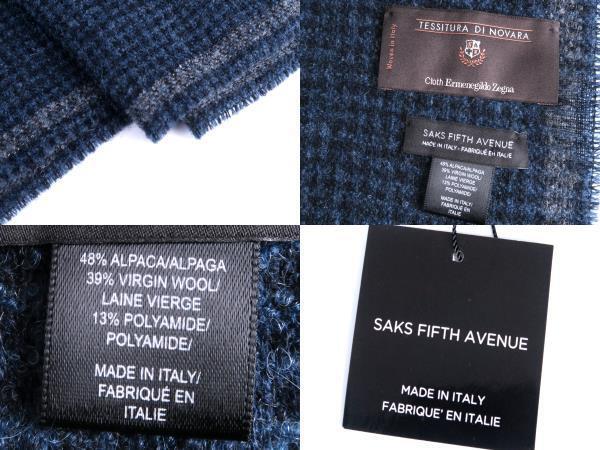 Woven in Italy
TESSITURA DI NOVARA
Cloth Ermenegildo Zegna
SAKS FIFTH AVENUE
MADE IN ITALY - FABRIQUÉ EN ITALIE
48% ALPACA/ALPAGA
39% VIRGIN WOOL/
LAINE VIERGE
13% POLYAMIDE/
POLYAMIDE/
MADE IN ITALY/
FABRIQUÉ EN
ITALIE
48% ALPACA/ALPAGA
39% VIRGIN WOOL/
LAINE VIERGE
13% POLYAMIDE/
POLYAMIDE/
MADE IN ITALY/
FABRIQUÉ EN
ITALIE
SAKS FIFTH AVENUE
MADE IN ITALY
FABRIQUE' EN ITALIE